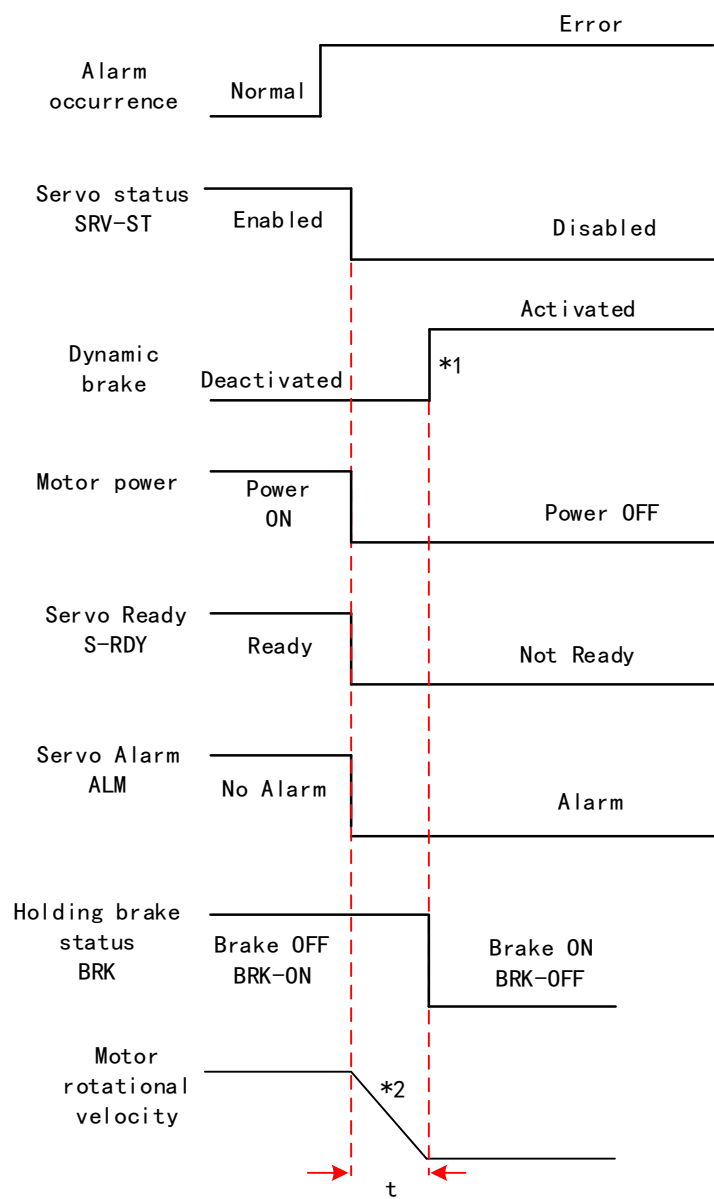 Error
Alarm
occurrence
Normal
Servo status
SRV-ST
Enabled
Disabled
Activated
Dynamic
brake
Deactivated
*1
Motor power
Power
ON
Power OFF
Servo Ready
S-RDY
Ready
Not Ready
Servo Alarm
ALM
No Alarm
Alarm
Holding brake
status
BRK
Brake OFF
BRK-ON
Brake ON
BRK-OFF
Motor
rotational
velocity
*2
t